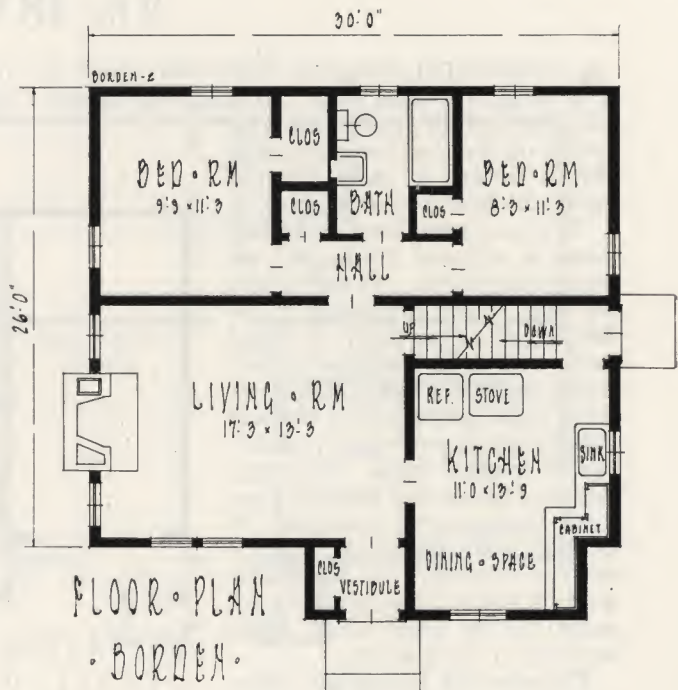 30'-0"
BORDEN-2
26'-0"
BED • RM
9'-9 x 11'-3
CLOS
CLOS
BATH
CLOS
BED • RM
8'-3 x 11'-3
HALL
UP
DOWN
LIVING • RM
17'-3 x 13'-3
REF.
STOVE
KITCHEN
11'-0 x 13'-9
SINK
CABINET
DINING • SPACE
CLOS
VESTIBULE
FLOOR • PLAN
• BORDEN •